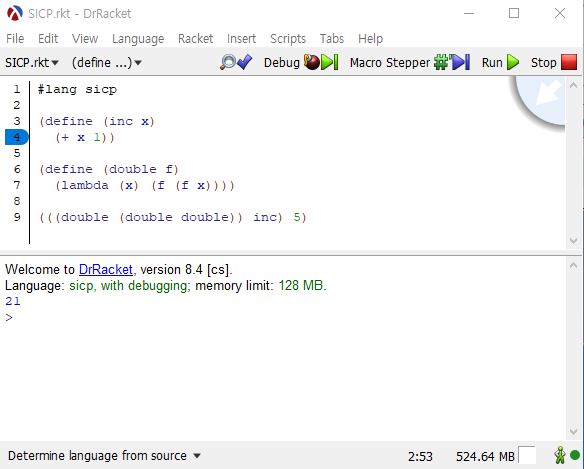 SICP.rkt - DrRacket
File Edit View Language Racket Insert Scripts Tabs Help
SICP.rkt▾ (define ...)▾ Debug Macro Stepper Run Stop
1 #lang sicp
2
3 (define (inc x)
4   (+ x 1))
5
6 (define (double f)
7   (lambda (x) (f (f x))))
8
9 (((double (double double)) inc) 5)
Welcome to DrRacket, version 8.4 [cs].
Language: sicp, with debugging; memory limit: 128 MB.
21
>
Determine language from source ▾ 2:53 524.64 MB